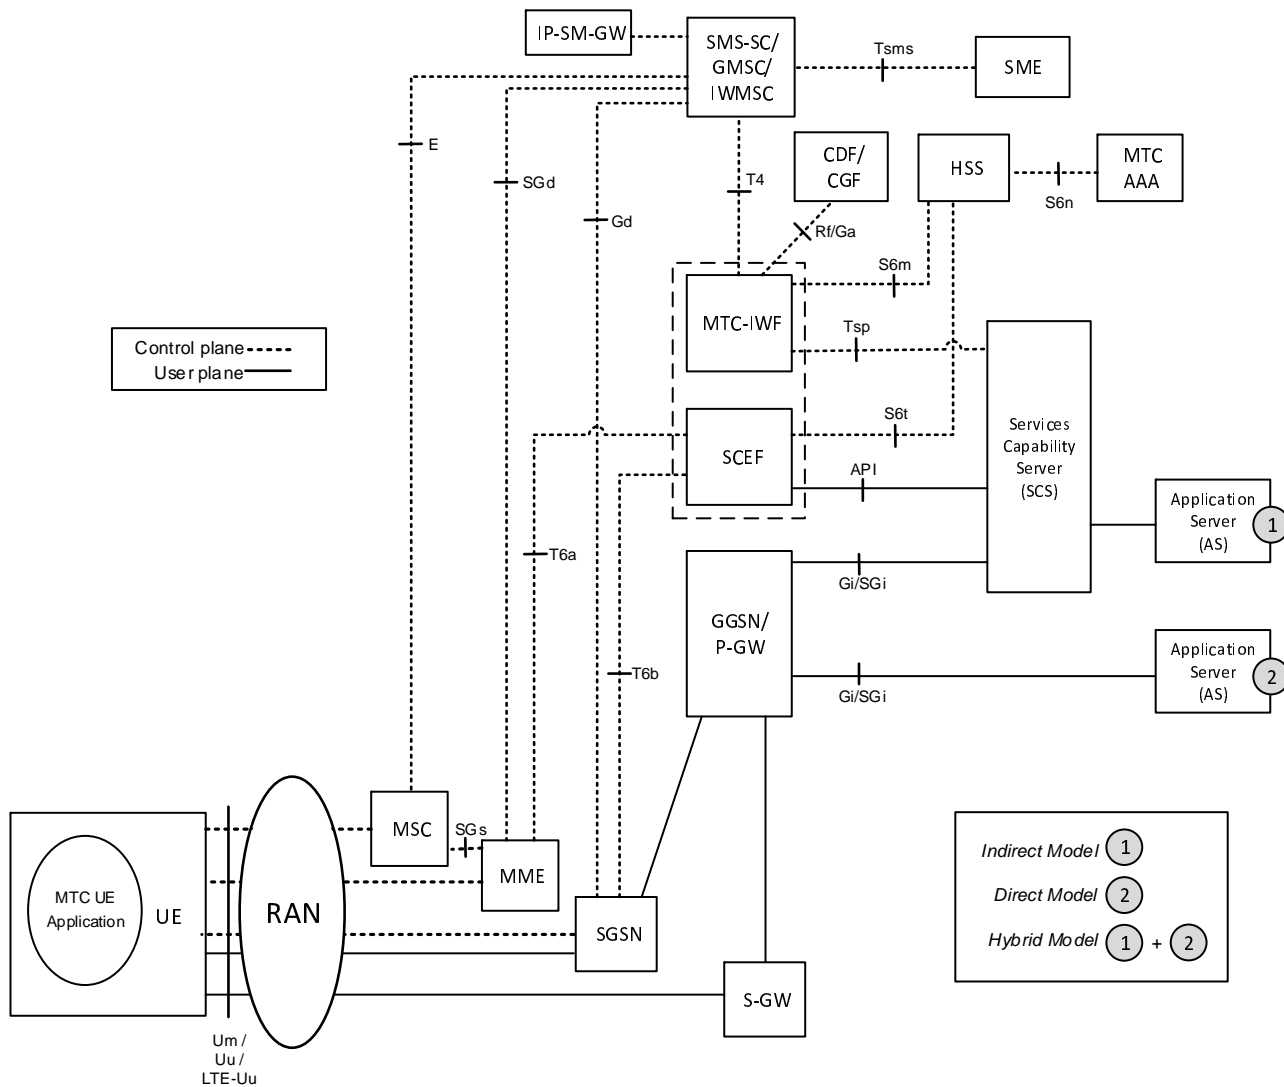 IP-SM-GW
SMS-SC/
GMSC/
IWMSC
Tsms
SME
E
SGd
Gd
T4
CDF/
CGF
Rf/Ga
HSS
S6n
MTC
AAA
S6m
MTC-IWF
Tsp
Control plane
User plane
S6t
SCEF
API
Services
Capability
Server
(SCS)
Application
Server
(AS)
1
T6a
Gi/SGi
GGSN/
P-GW
T6b
Gi/SGi
Application
Server
(AS)
2
MSC
SGs
MME
MTC UE
Application
UE
RAN
SGSN
S-GW
Um /
Uu /
LTE-Uu
Indirect Model 1
Direct Model 2
Hybrid Model 1 + 2